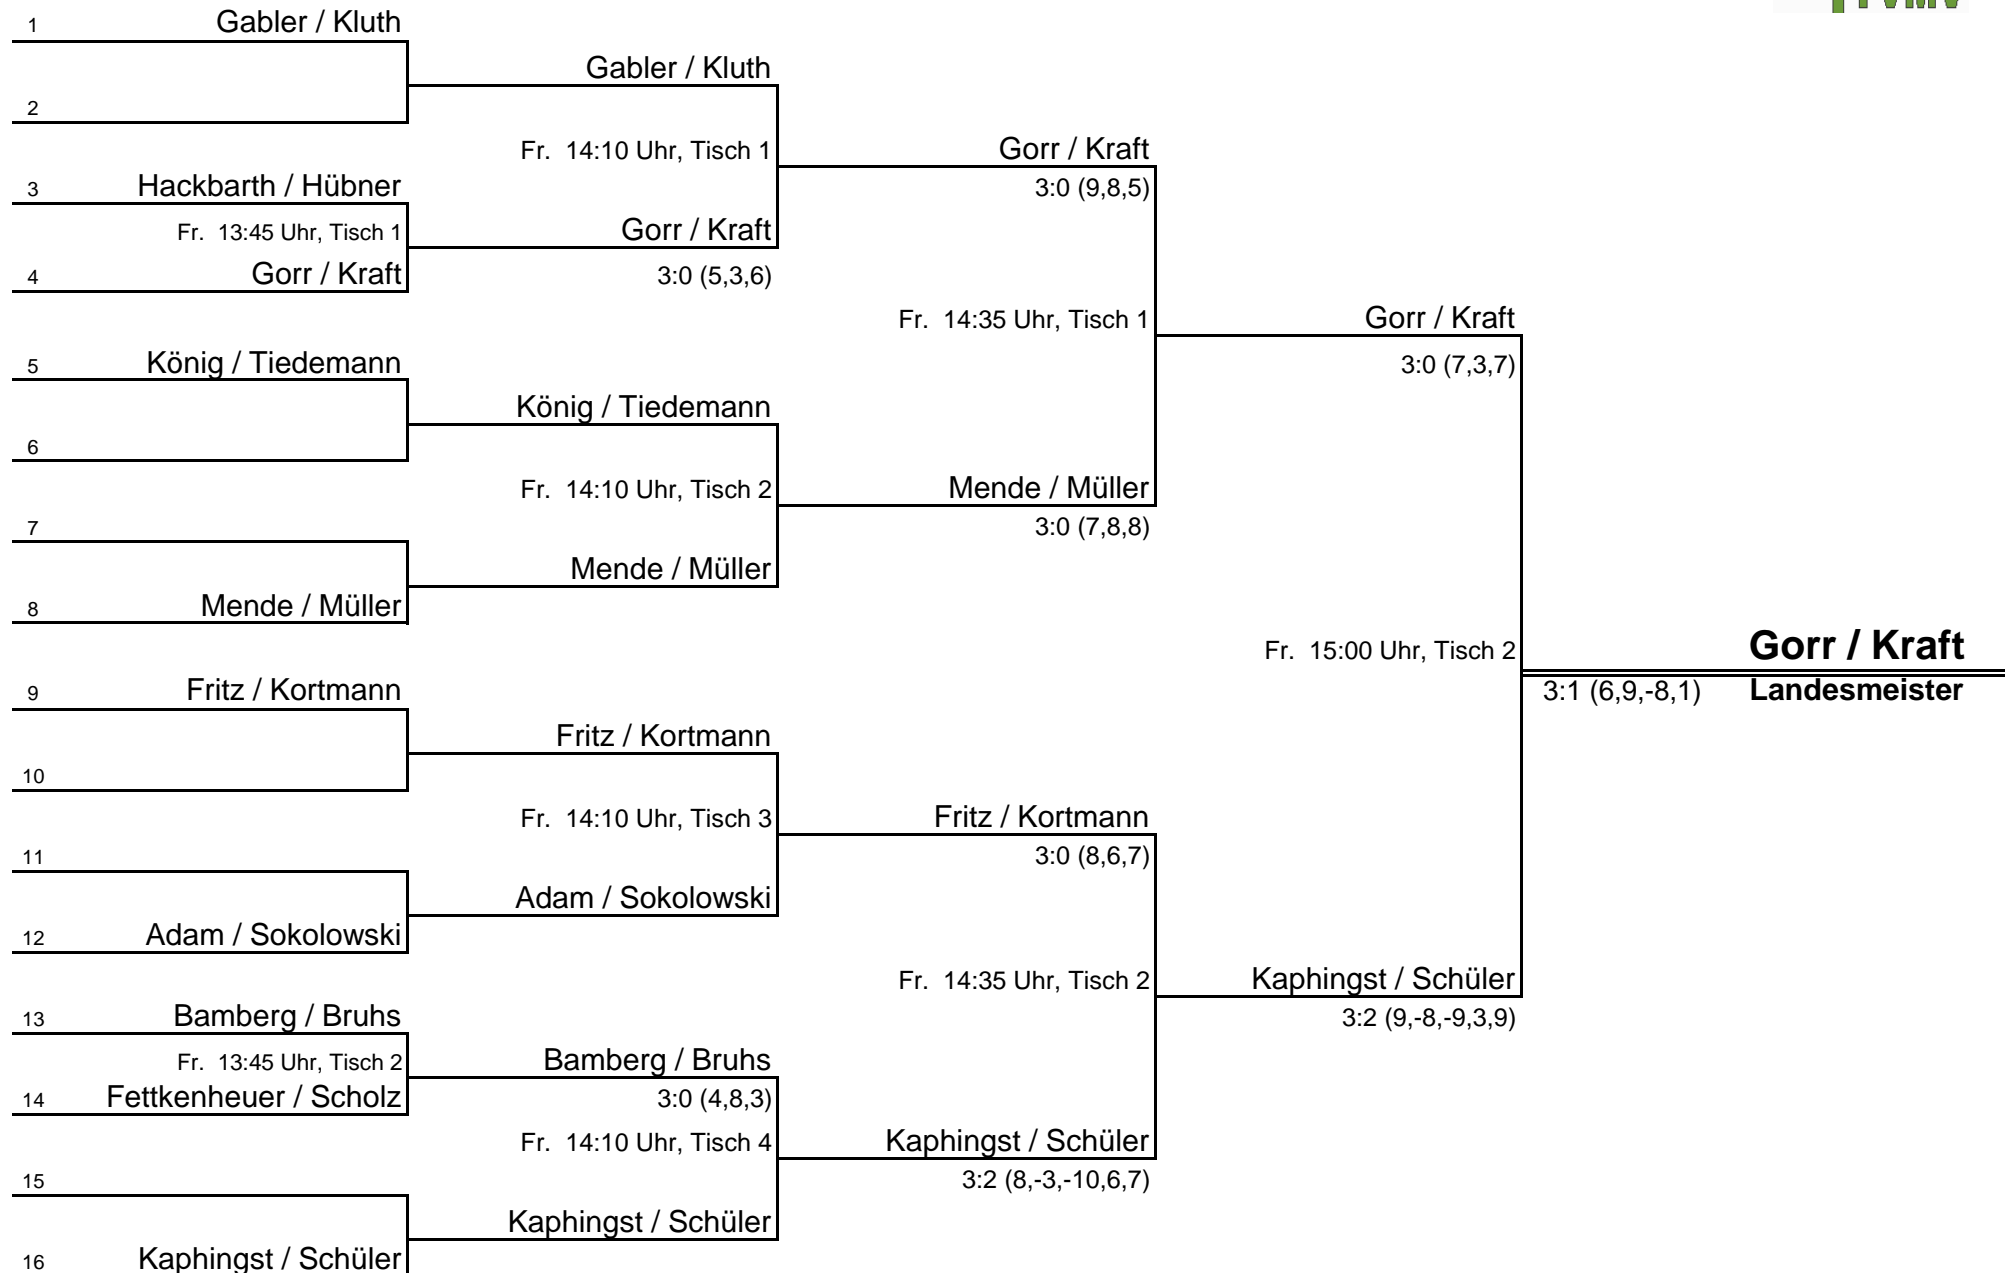 1 Gabler / Kluth
Gabler / Kluth
2
Fr. 14:10 Uhr, Tisch 1
Gorr / Kraft
3 Hackbarth / Hübner
3:0 (9,8,5)
Fr. 13:45 Uhr, Tisch 1
Gorr / Kraft
4 Gorr / Kraft
3:0 (5,3,6)
Fr. 14:35 Uhr, Tisch 1
Gorr / Kraft
5 König / Tiedemann
3:0 (7,3,7)
König / Tiedemann
6
Fr. 14:10 Uhr, Tisch 2
Mende / Müller
7
3:0 (7,8,8)
Mende / Müller
8 Mende / Müller
Fr. 15:00 Uhr, Tisch 2
Gorr / Kraft
9 Fritz / Kortmann
3:1 (6,9,-8,1) Landesmeister
Fritz / Kortmann
10
Fr. 14:10 Uhr, Tisch 3
Fritz / Kortmann
11
3:0 (8,6,7)
Adam / Sokolowski
12 Adam / Sokolowski
Fr. 14:35 Uhr, Tisch 2
Kaphingst / Schüler
13 Bamberg / Bruhs
3:2 (9,-8,-9,3,9)
Fr. 13:45 Uhr, Tisch 2
Bamberg / Bruhs
14 Fettkenheuer / Scholz
3:0 (4,8,3)
Fr. 14:10 Uhr, Tisch 4
Kaphingst / Schüler
15
3:2 (8,-3,-10,6,7)
Kaphingst / Schüler
16 Kaphingst / Schüler